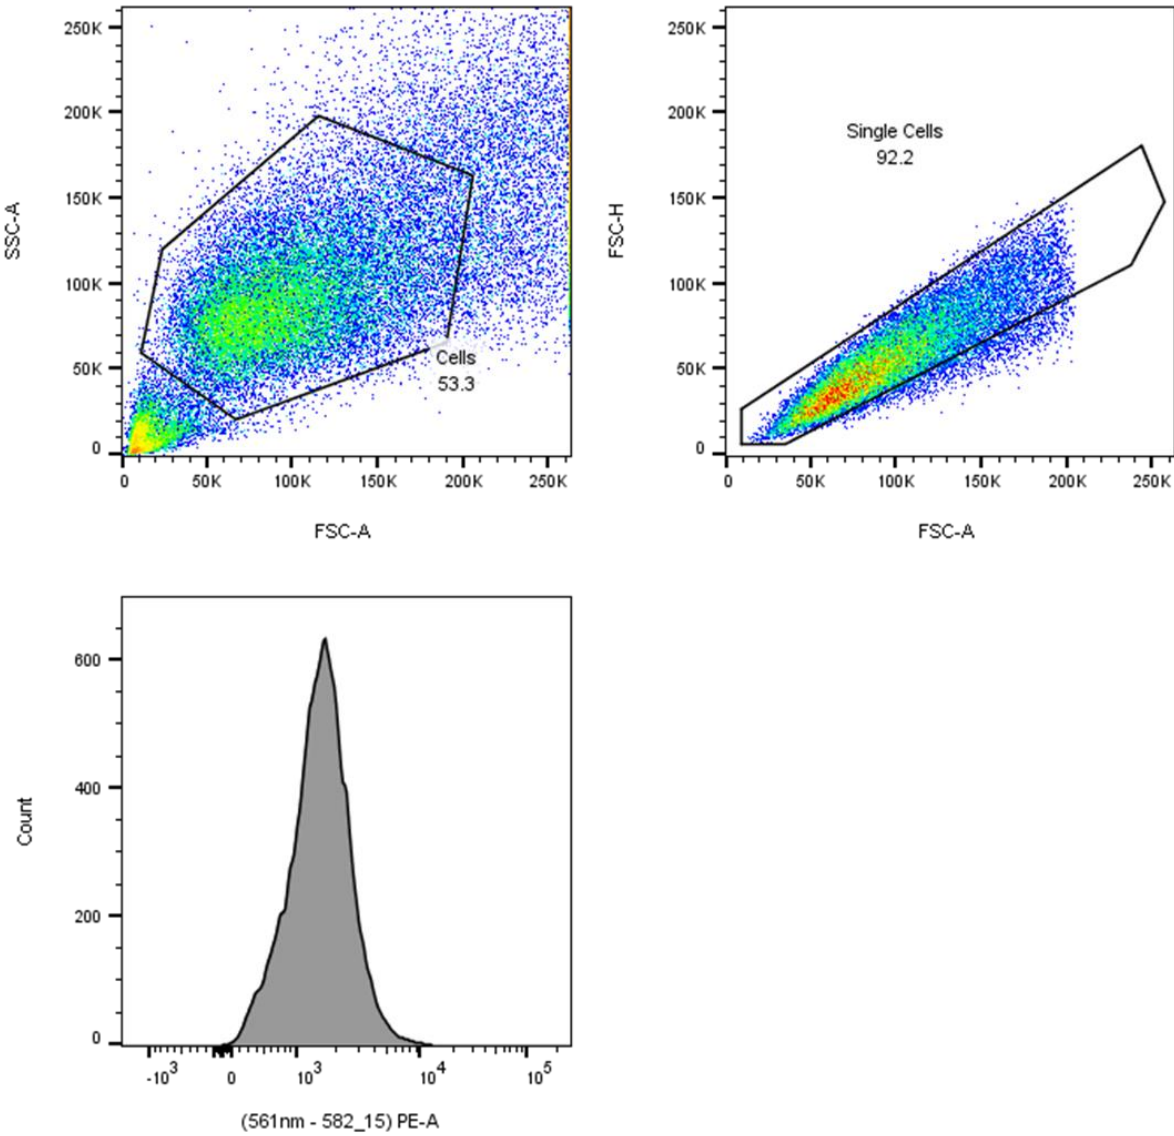 250K
200K
150K
100K
50K
0
SSC-A
Cells
53.3
0 50K 100K 150K 200K 250K
FSC-A
250K
200K
150K
100K
50K
0
FSC-H
Single Cells
92.2
0 50K 100K 150K 200K 250K
FSC-A
600
400
200
0
Count
-10³ 0 10³ 10⁴ 10⁵
(561nm - 582_15) PE-A